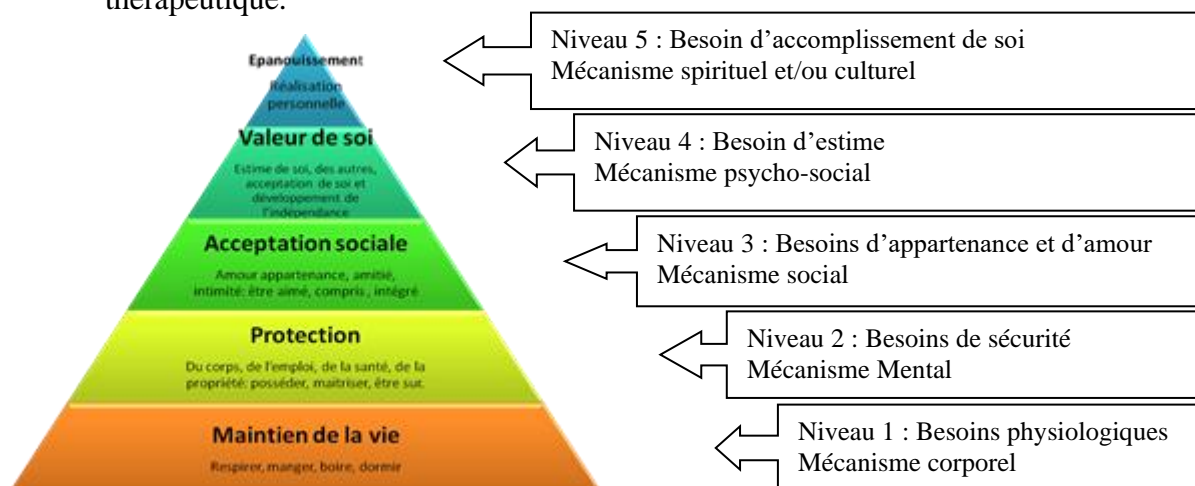 thérapeutique.
Niveau 5 : Besoin d'accomplissement de soi
Mécanisme spirituel et/ou culturel
Epanouissement
Réalisation
personnelle
Niveau 4 : Besoin d'estime
Mécanisme psycho-social
Valeur de soi
Estime de soi, des autres,
acceptation de soi et
développement de
l'indépendance
Niveau 3 : Besoins d'appartenance et d'amour
Mécanisme social
Acceptation sociale
Amour appartenance, amitié,
intimité: être aimé, compris, intégré
Niveau 2 : Besoins de sécurité
Mécanisme Mental
Protection
Du corps, de l'emploi, de la santé, de la
propriété: posséder, maitriser, être sur.
Niveau 1 : Besoins physiologiques
Mécanisme corporel
Maintien de la vie
Respirer, manger, boire, dormir